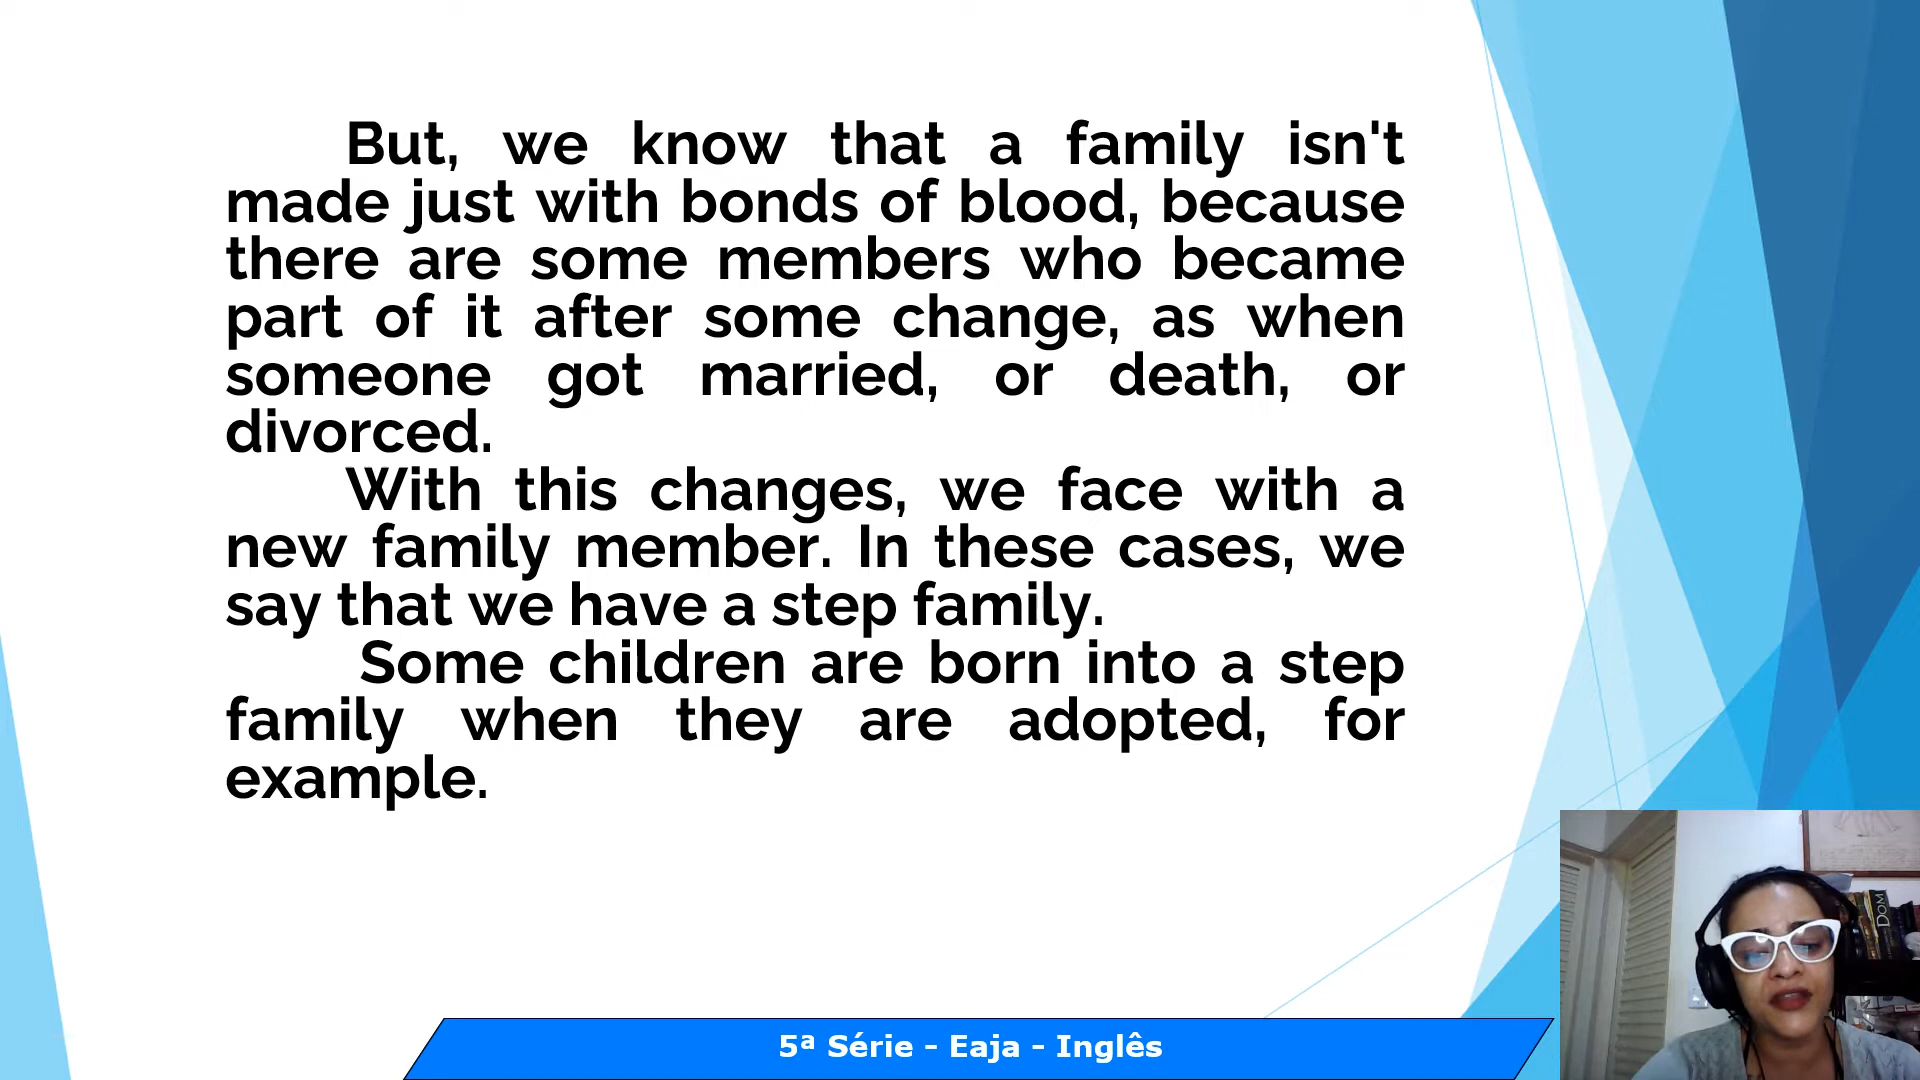 But, we know that a family isn't
made just with bonds of blood, because
there are some members who became
part of it after some change, as when
someone got married, or death, or
divorced.
With this changes, we face with a
new family member. In these cases, we
say that we have a step family.
Some children are born into a step
family when they are adopted, for
example.
DOM
5ª Série - Eaja - Inglês